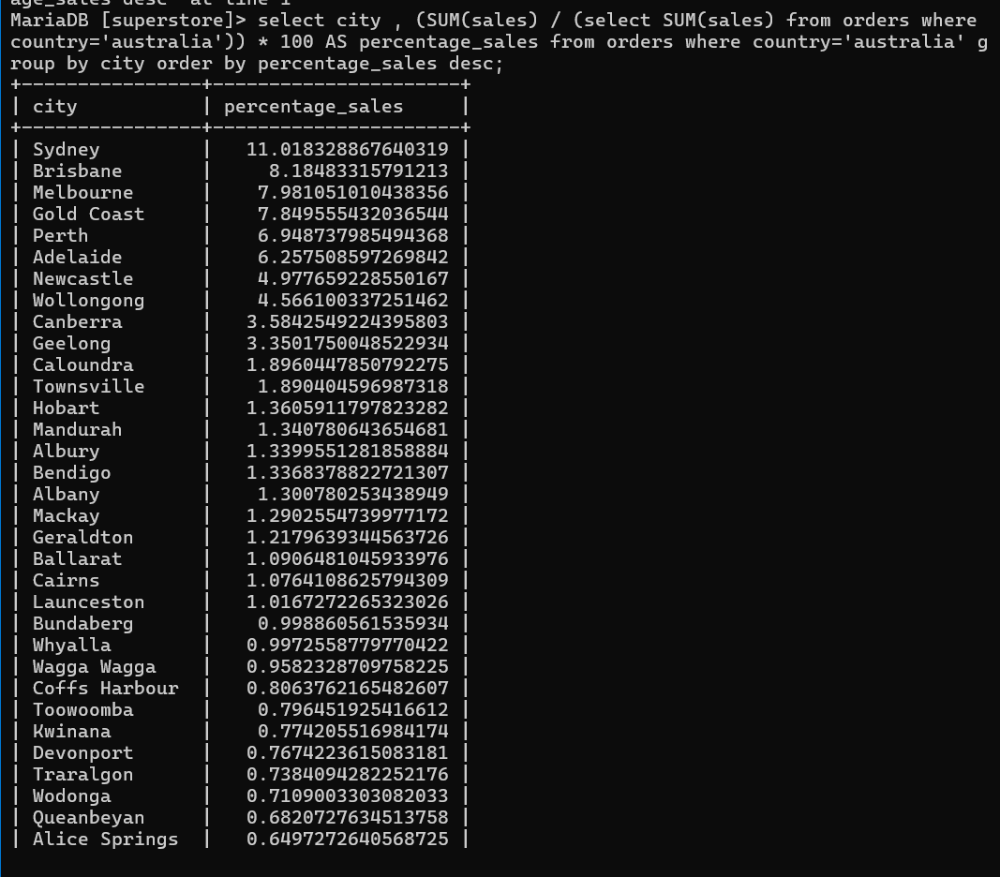 age_sales desc' at line 1
MariaDB [superstore]> select city , (SUM(sales) / (select SUM(sales) from orders where
country='australia')) * 100 AS percentage_sales from orders where country='australia' g
roup by city order by percentage_sales desc;
+----------------+----------------------+
| city           | percentage_sales     |
+----------------+----------------------+
| Sydney         |   11.018328867640319 |
| Brisbane       |     8.18483315791213 |
| Melbourne      |    7.981051010438356 |
| Gold Coast     |    7.849555432036544 |
| Perth          |    6.948737985494368 |
| Adelaide       |    6.257508597269842 |
| Newcastle      |    4.977659228550167 |
| Wollongong     |    4.566100337251462 |
| Canberra       |   3.5842549224395803 |
| Geelong        |   3.3501750048522934 |
| Caloundra      |   1.8960447850792275 |
| Townsville     |    1.890404596987318 |
| Hobart         |   1.3605911797823282 |
| Mandurah       |    1.340780643654681 |
| Albury         |   1.3399551281858884 |
| Bendigo        |   1.3368378822721307 |
| Albany         |    1.300780253438949 |
| Mackay         |   1.2902554739977172 |
| Geraldton      |   1.2179639344563726 |
| Ballarat       |   1.0906481045933976 |
| Cairns         |   1.0764108625794309 |
| Launceston     |   1.0167272265323026 |
| Bundaberg      |    0.998860561535934 |
| Whyalla        |   0.9972558779770422 |
| Wagga Wagga    |   0.9582328709758225 |
| Coffs Harbour  |   0.8063762165482607 |
| Toowoomba      |    0.796451925416612 |
| Kwinana        |    0.774205516984174 |
| Devonport      |   0.7674223615083181 |
| Traralgon      |   0.7384094282252176 |
| Wodonga        |   0.7109003303082033 |
| Queanbeyan     |   0.6820727634513758 |
| Alice Springs  |   0.6497272640568725 |